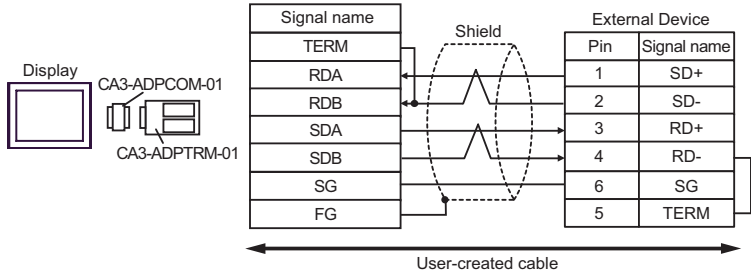 Display
CA3-ADPCOM-01
CA3-ADPTRM-01
Signal name
TERM
RDA
RDB
SDA
SDB
SG
FG
Shield
External Device
Pin Signal name
1 SD+
2 SD-
3 RD+
4 RD-
6 SG
5 TERM
User-created cable